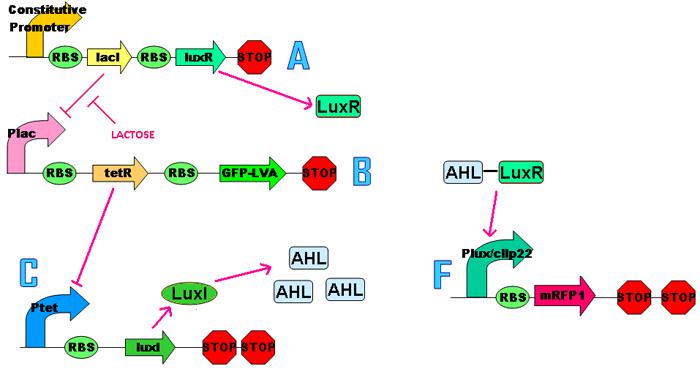 Constitutive
Promoter
RBS lacI RBS luxR STOP A
LuxR
Plac
LACTOSE
RBS tetR RBS GFP-LVA STOP B
AHL LuxR
Plux/cIIp22
F
RBS mRFP1 STOP STOP
C
Ptet
AHL
LuxI
AHL AHL
RBS luxI STOP STOP